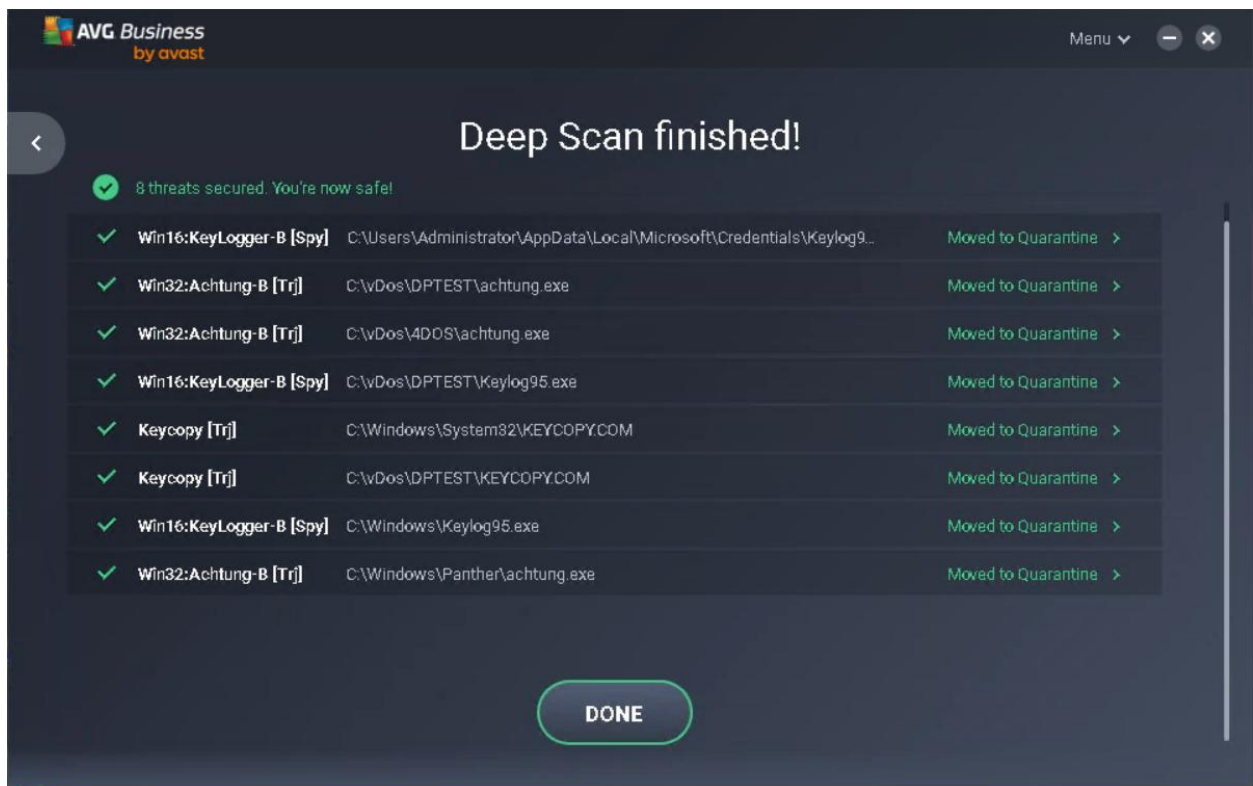 AVG Business
by avast
Menu
Deep Scan finished!
8 threats secured. You're now safe!
Win16:KeyLogger-B [Spy] C:\Users\Administrator\AppData\Local\Microsoft\Credentials\Keylog9... Moved to Quarantine >
Win32:Achtung-B [Trj] C:\vDos\DPTEST\achtung.exe Moved to Quarantine >
Win32:Achtung-B [Trj] C:\vDos\4DOS\achtung.exe Moved to Quarantine >
Win16:KeyLogger-B [Spy] C:\vDos\DPTEST\Keylog95.exe Moved to Quarantine >
Keycopy [Trj] C:\Windows\System32\KEYCOPY.COM Moved to Quarantine >
Keycopy [Trj] C:\vDos\DPTEST\KEYCOPY.COM Moved to Quarantine >
Win16:KeyLogger-B [Spy] C:\Windows\Keylog95.exe Moved to Quarantine >
Win32:Achtung-B [Trj] C:\Windows\Panther\achtung.exe Moved to Quarantine >
DONE